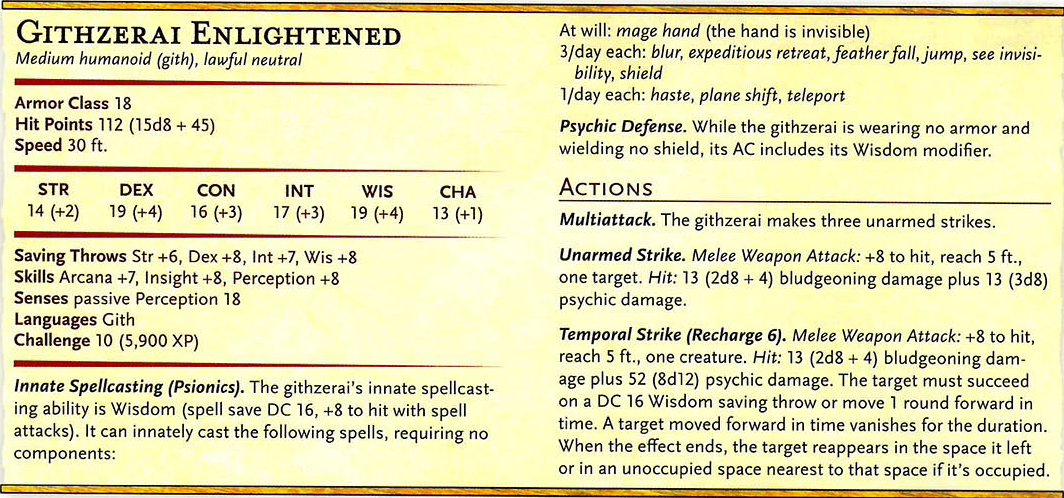 GITHZERAI ENLIGHTENED
Medium humanoid (gith), lawful neutral
Armor Class 18
Hit Points 112 (15d8 + 45)
Speed 30 ft.
STR DEX CON INT WIS CHA
14 (+2) 19 (+4) 16 (+3) 17 (+3) 19 (+4) 13 (+1)
Saving Throws Str +6, Dex +8, Int +7, Wis +8
Skills Arcana +7, Insight +8, Perception +8
Senses passive Perception 18
Languages Gith
Challenge 10 (5,900 XP)
Innate Spellcasting (Psionics). The githzerai's innate spellcast-
ing ability is Wisdom (spell save DC 16, +8 to hit with spell
attacks). It can innately cast the following spells, requiring no
components:
At will: mage hand (the hand is invisible)
3/day each: blur, expeditious retreat, feather fall, jump, see invisi-
bility, shield
1/day each: haste, plane shift, teleport
Psychic Defense. While the githzerai is wearing no armor and
wielding no shield, its AC includes its Wisdom modifier.
ACTIONS
Multiattack. The githzerai makes three unarmed strikes.
Unarmed Strike. Melee Weapon Attack: +8 to hit, reach 5 ft.,
one target. Hit: 13 (2d8 + 4) bludgeoning damage plus 13 (3d8)
psychic damage.
Temporal Strike (Recharge 6). Melee Weapon Attack: +8 to hit,
reach 5 ft., one creature. Hit: 13 (2d8 + 4) bludgeoning dam-
age plus 52 (8d12) psychic damage. The target must succeed
on a DC 16 Wisdom saving throw or move 1 round forward in
time. A target moved forward in time vanishes for the duration.
When the effect ends, the target reappears in the space it left
or in an unoccupied space nearest to that space if it's occupied.